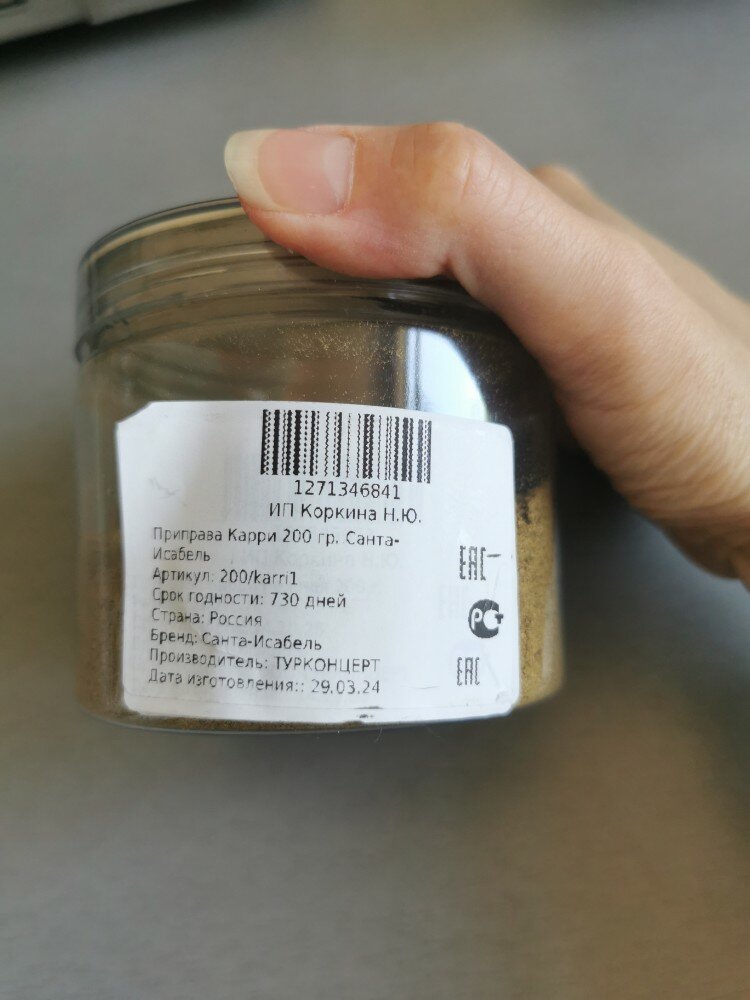 1271346841
ИП Коркина Н.Ю.
Приправа Карри 200 гр. Санта-
Исабель
Артикул: 200/karri1
Срок годности: 730 дней
Страна: Россия
Бренд: Санта-Исабель
Производитель: ТУРКОНЦЕРТ
Дата изготовления:: 29.03.24
EAC
РСТ
EAC